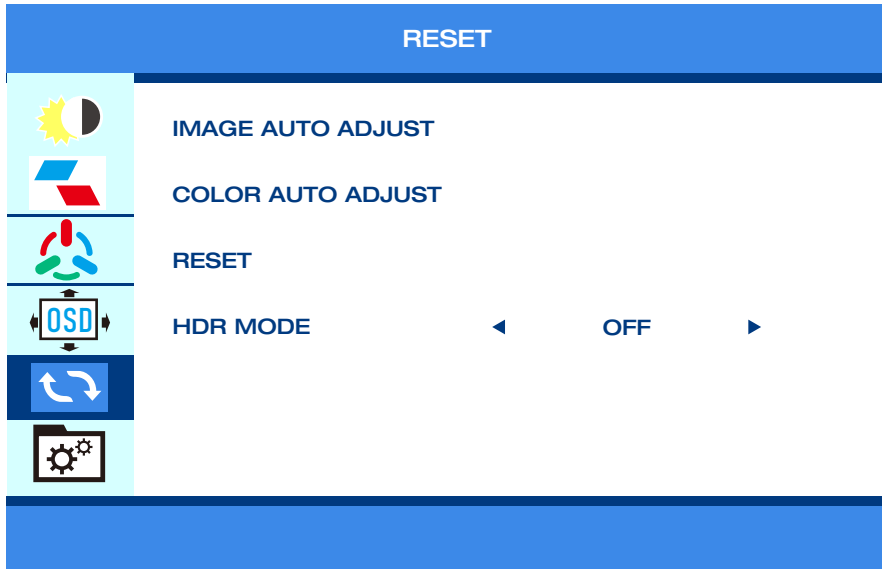 RESET
IMAGE AUTO ADJUST
COLOR AUTO ADJUST
RESET
OSD
HDR MODE OFF